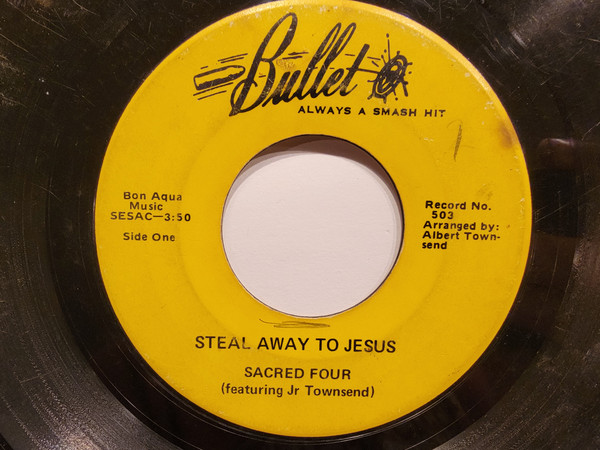 Bullet
ALWAYS A SMASH HIT
Bon Aqua
Music
SESAC—3:50
Side One
Record No.
503
Arranged by:
Albert Town-
send
STEAL AWAY TO JESUS
SACRED FOUR
(featuring Jr Townsend)